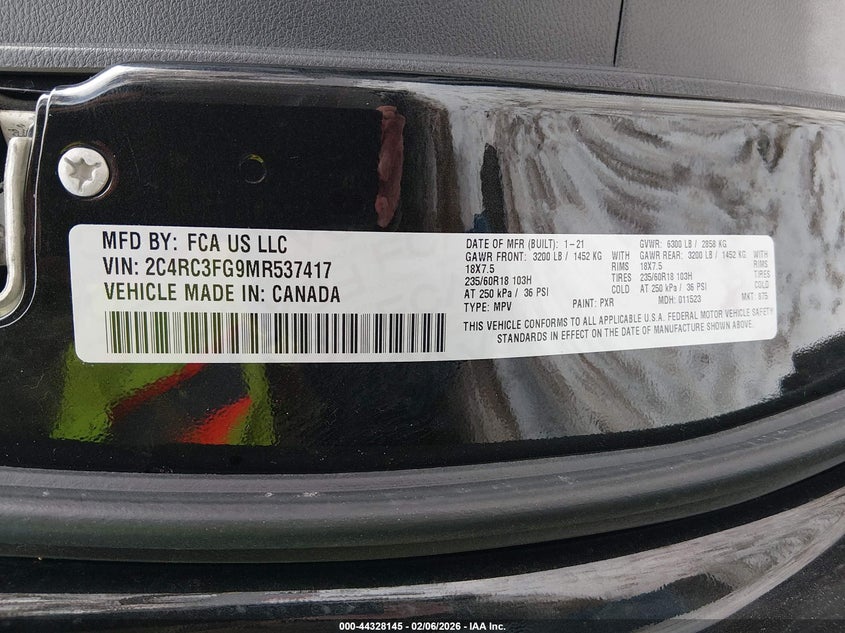 MFD BY: FCA US LLC
VIN: 2C4RC3FG9MR537417
VEHICLE MADE IN: CANADA
DATE OF MFR (BUILT): 1-21 GVWR: 6300 LB / 2858 KG
GAWR FRONT: 3200 LB / 1452 KG WITH GAWR REAR: 3200 LB / 1452 KG WITH
18X7.5 RIMS 18X7.5 RIMS
235/60R18 103H TIRES 235/60R18 103H TIRES
AT 250 kPa / 36 PSI COLD AT 250 kPa / 36 PSI COLD
TYPE: MPV PAINT: PXR MDH: 011523 MKT: 875
THIS VEHICLE CONFORMS TO ALL APPLICABLE U.S.A. FEDERAL MOTOR VEHICLE SAFETY
STANDARDS IN EFFECT ON THE DATE OF MANUFACTURE SHOWN ABOVE.
000-44328145 - 02/06/2026 - IAA Inc.